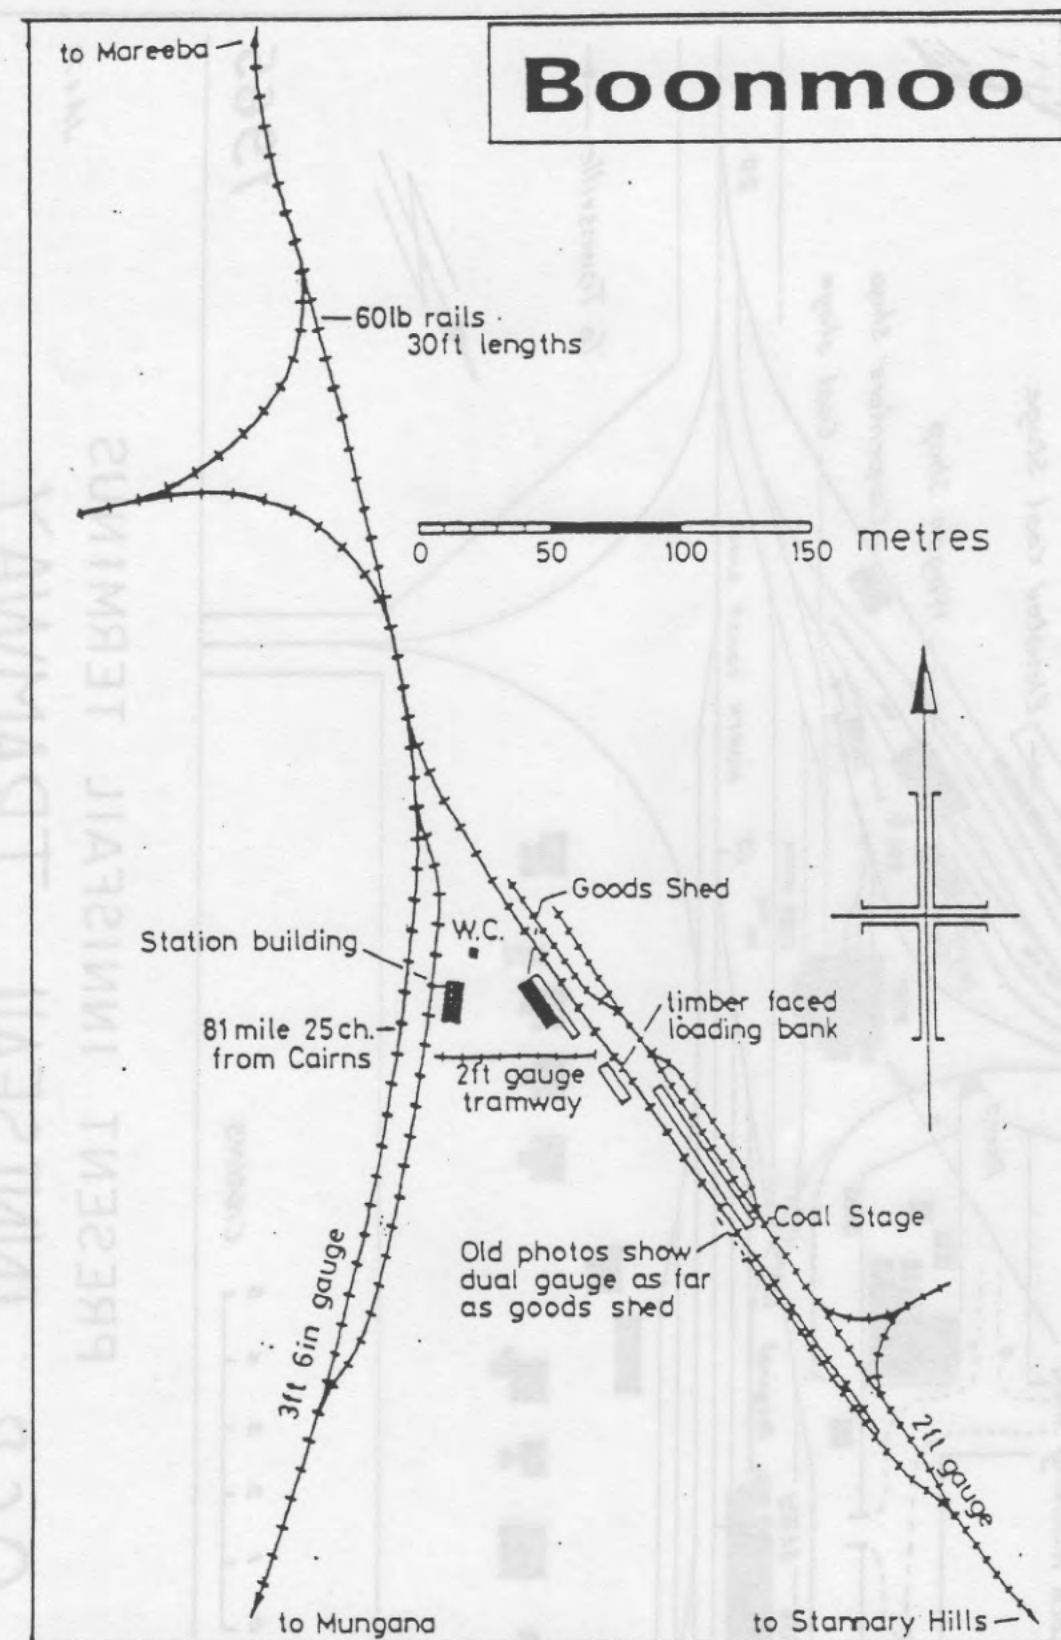 to Mareeba
Boonmoo
60lb rails
30ft lengths
0 50 100 150 metres
Goods Shed
W.C.
Station building
timber faced
loading bank
81 mile 25ch.
from Cairns
2ft gauge
tramway
Coal Stage
Old photos show
dual gauge as far
as goods shed
3ft 6in gauge
2ft gauge
to Mungana
to Stannary Hills